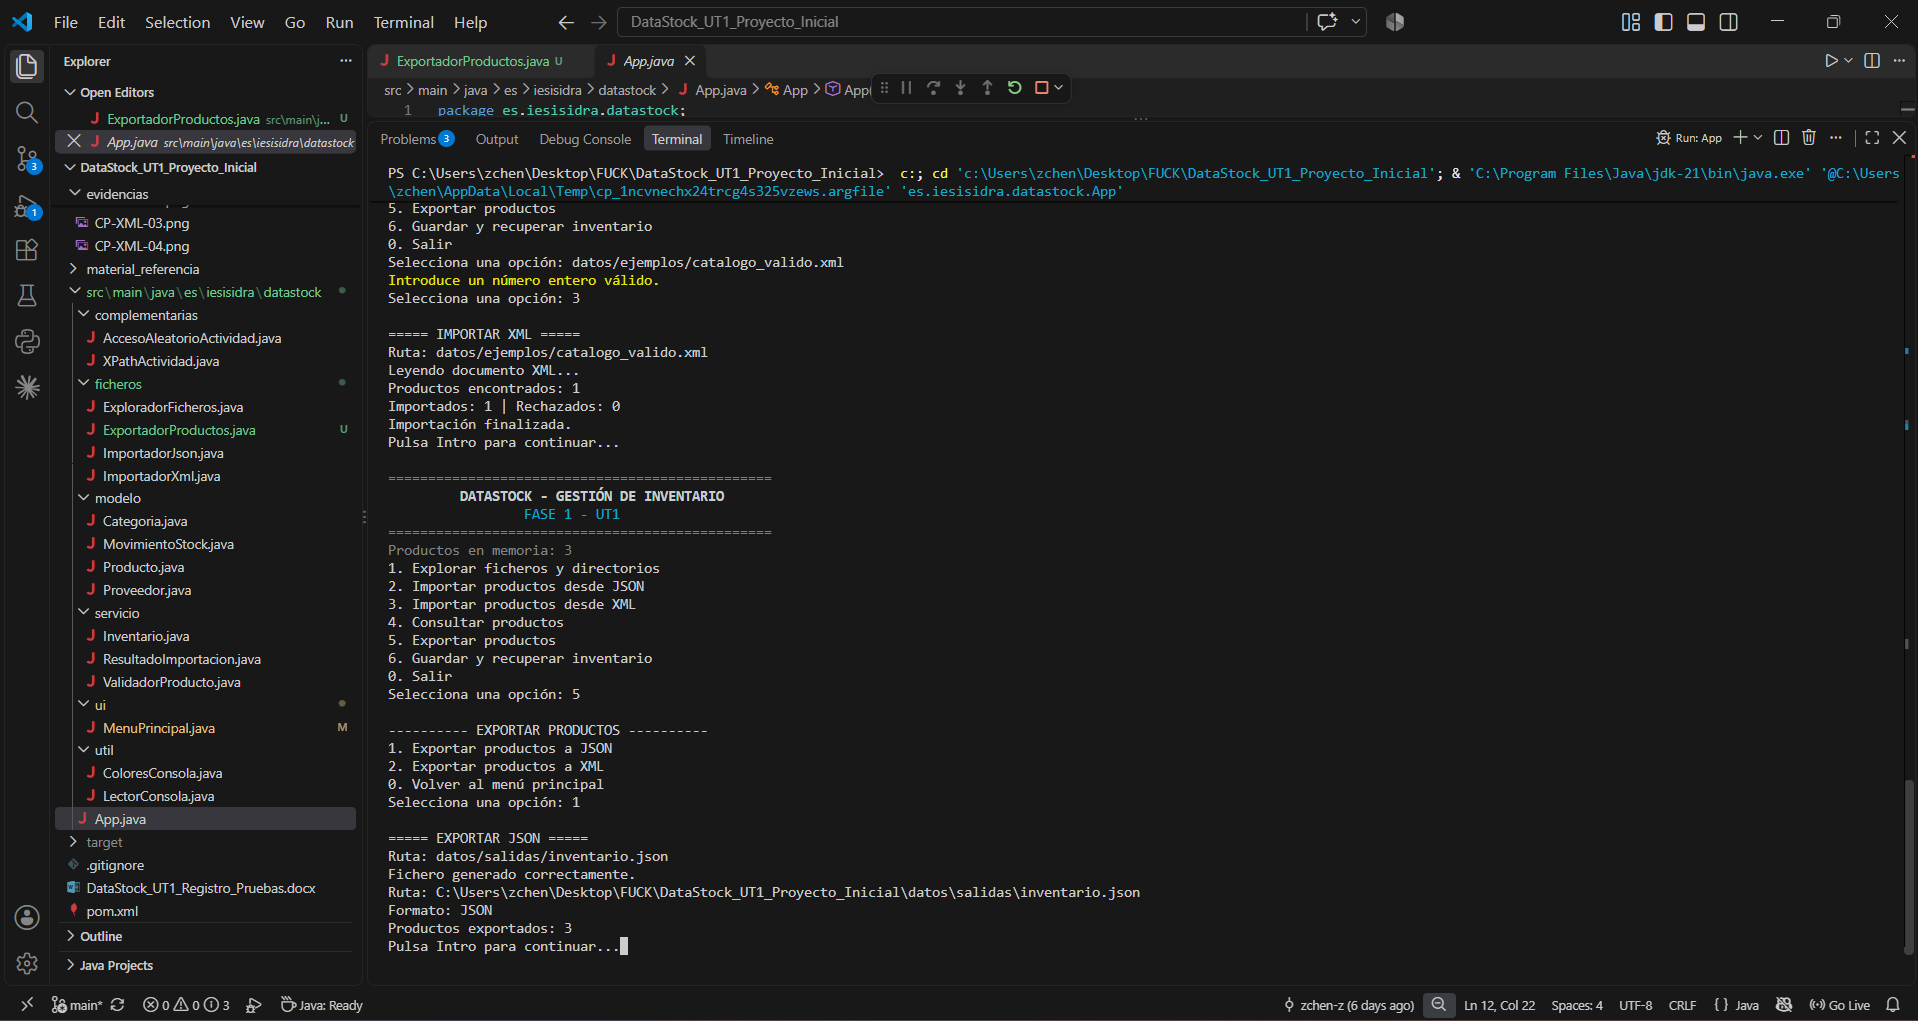 File Edit Selection View Go Run Terminal Help
DataStock_UT1_Proyecto_Inicial
Explorer
Open Editors
ExportadorProductos.java src\main\j... U
App.java src\main\java\es\iesisidra\datastock
DataStock_UT1_Proyecto_Inicial
evidencias
CP-XML-03.png
CP-XML-04.png
material_referencia
src\main\java\es\iesisidra\datastock
complementarias
AccesoAleatorioActividad.java
XPathActividad.java
ficheros
ExploradorFicheros.java
ExportadorProductos.java U
ImportadorJson.java
ImportadorXml.java
modelo
Categoria.java
MovimientoStock.java
Producto.java
Proveedor.java
servicio
Inventario.java
ResultadoImportacion.java
ValidadorProducto.java
ui
MenuPrincipal.java M
util
ColoresConsola.java
LectorConsola.java
App.java
target
.gitignore
DataStock_UT1_Registro_Pruebas.docx
pom.xml
Outline
Java Projects
3
1
ExportadorProductos.java U
App.java
src > main > java > es > iesisidra > datastock > App.java > App > App
1 package es.iesisidra.datastock;
Problems 3 Output Debug Console Terminal Timeline
Run: App
PS C:\Users\zchen\Desktop\FUCK\DataStock_UT1_Proyecto_Inicial> c:; cd 'c:\Users\zchen\Desktop\FUCK\DataStock_UT1_Proyecto_Inicial'; & 'C:\Program Files\Java\jdk-21\bin\java.exe' '@C:\Users
\zchen\AppData\Local\Temp\cp_1ncvnechx24trcg4s325vzews.argfile' 'es.iesisidra.datastock.App'
5. Exportar productos
6. Guardar y recuperar inventario
0. Salir
Selecciona una opción: datos/ejemplos/catalogo_valido.xml
Introduce un número entero válido.
Selecciona una opción: 3
===== IMPORTAR XML =====
Ruta: datos/ejemplos/catalogo_valido.xml
Leyendo documento XML...
Productos encontrados: 1
Importados: 1 | Rechazados: 0
Importación finalizada.
Pulsa Intro para continuar...
================================================
DATASTOCK - GESTIÓN DE INVENTARIO
FASE 1 - UT1
================================================
Productos en memoria: 3
1. Explorar ficheros y directorios
2. Importar productos desde JSON
3. Importar productos desde XML
4. Consultar productos
5. Exportar productos
6. Guardar y recuperar inventario
0. Salir
Selecciona una opción: 5
---------- EXPORTAR PRODUCTOS ----------
1. Exportar productos a JSON
2. Exportar productos a XML
0. Volver al menú principal
Selecciona una opción: 1
===== EXPORTAR JSON =====
Ruta: datos/salidas/inventario.json
Fichero generado correctamente.
Ruta: C:\Users\zchen\Desktop\FUCK\DataStock_UT1_Proyecto_Inicial\datos\salidas\inventario.json
Formato: JSON
Productos exportados: 3
Pulsa Intro para continuar...
main* 0 0 3 Java: Ready
zchen-z (6 days ago) Ln 12, Col 22 Spaces: 4 UTF-8 CRLF { } Java Go Live